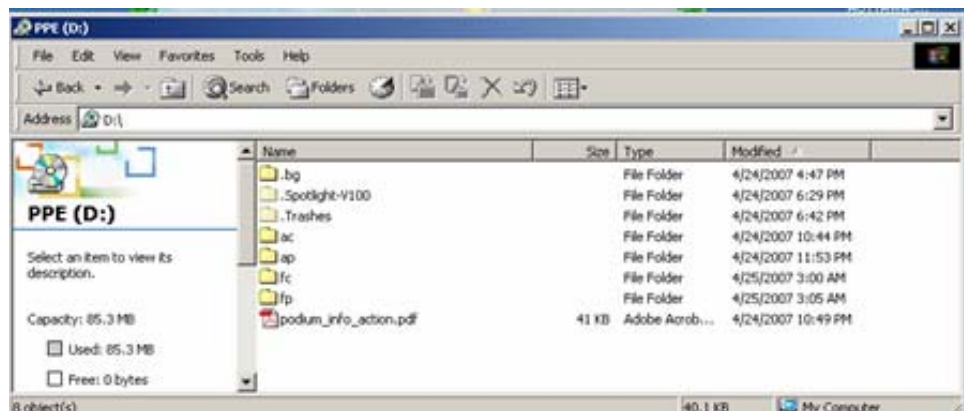 PPE (D:)
File Edit View Favorites Tools Help
Back Search Folders
Address D:\
Name Size Type Modified
.bg File Folder 4/24/2007 4:47 PM
.Spotlight-V100 File Folder 4/24/2007 6:29 PM
.Trashes File Folder 4/24/2007 6:42 PM
ac File Folder 4/24/2007 10:44 PM
ap File Folder 4/24/2007 11:53 PM
fc File Folder 4/25/2007 3:00 AM
fp File Folder 4/25/2007 3:05 AM
podium_info_action.pdf 41 KB Adobe Acrob... 4/24/2007 10:49 PM
PPE (D:)
Select an item to view its
description.
Capacity: 85.3 MB
Used: 85.3 MB
Free: 0 bytes
8 object(s) 40.1 KB My Computer